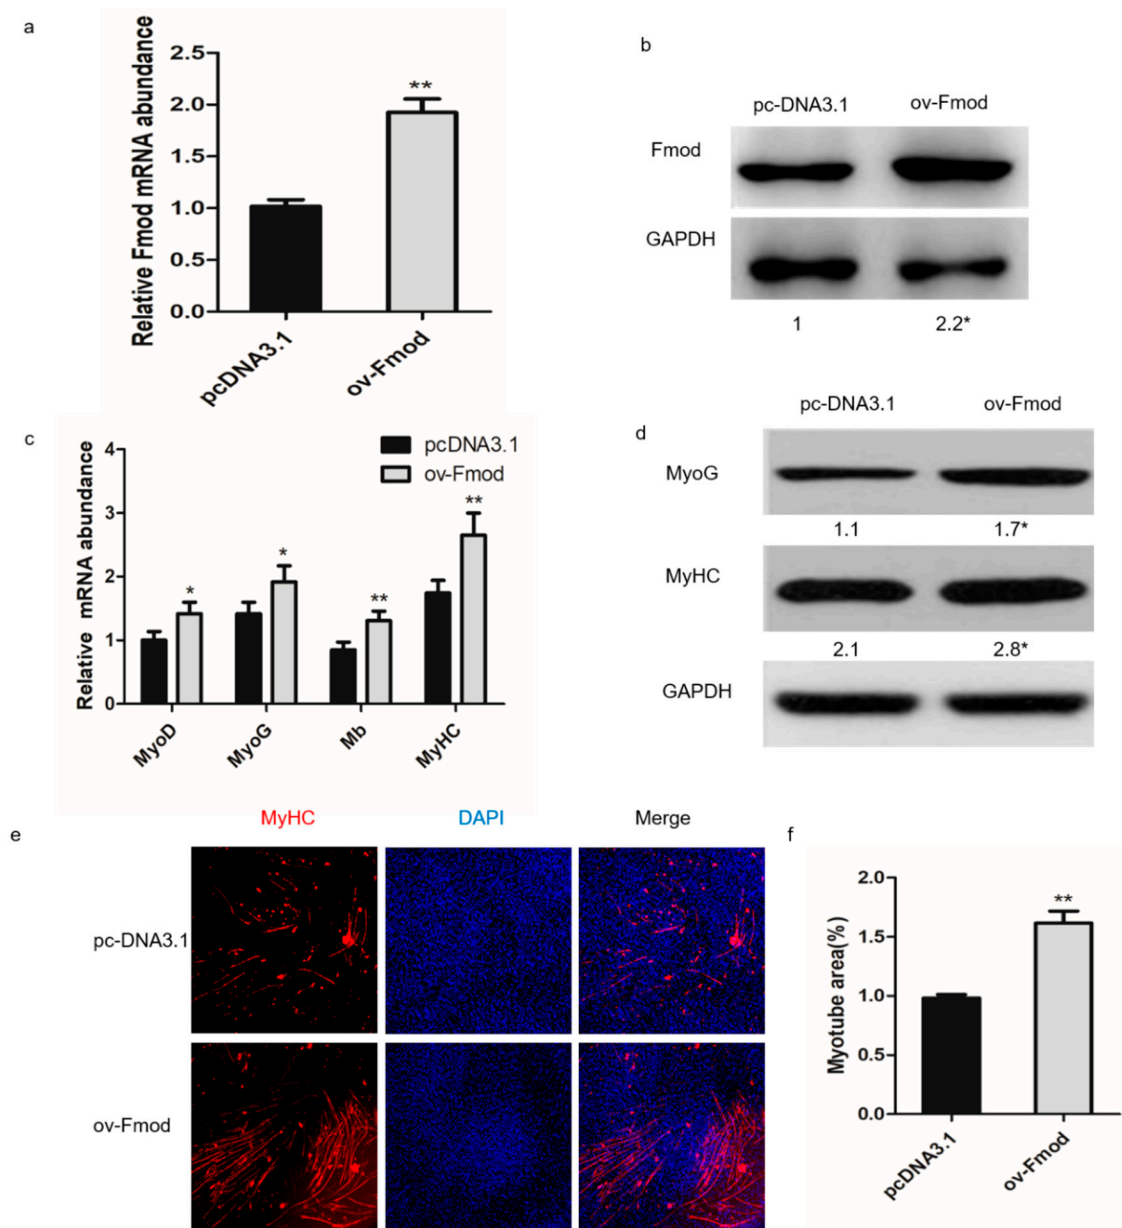 a
Relative Fmod mRNA abundance
2.5
2.0
1.5
1.0
0.5
0.0
**
pcDNA3.1
ov-Fmod
b
pc-DNA3.1 ov-Fmod
Fmod
GAPDH
1 2.2*
c
Relative mRNA abundance
4
3
2
1
0
pcDNA3.1
ov-Fmod
*
*
**
**
MyoD
MyoG
Mb
MyHC
d
pc-DNA3.1 ov-Fmod
MyoG
1.1 1.7*
MyHC
2.1 2.8*
GAPDH
e
MyHC DAPI Merge
pc-DNA3.1
ov-Fmod
f
Myotube area(%)
2.0
1.5
1.0
0.5
0.0
**
pcDNA3.1
ov-Fmod